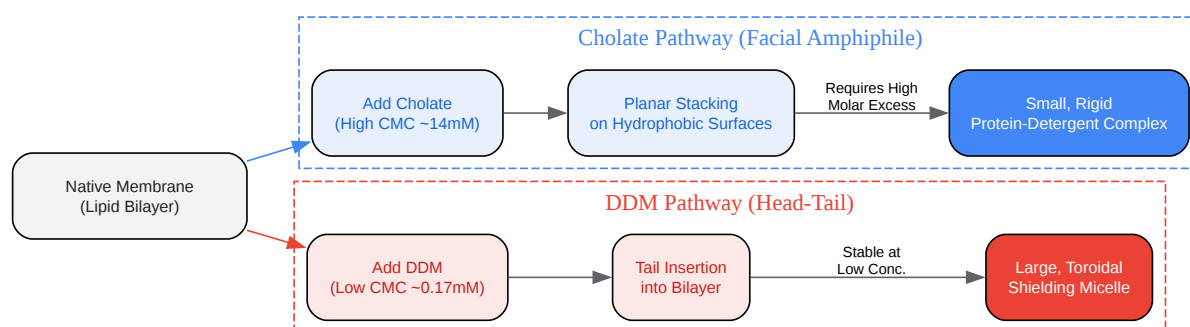 Cholate Pathway (Facial Amphiphile)
Add Cholate
(High CMC ~14mM)
Planar Stacking
on Hydrophobic Surfaces
Requires High
Molar Excess
Small, Rigid
Protein-Detergent Complex
Native Membrane
(Lipid Bilayer)
DDM Pathway (Head-Tail)
Add DDM
(Low CMC ~0.17mM)
Tail Insertion
into Bilayer
Stable at
Low Conc.
Large, Toroidal
Shielding Micelle